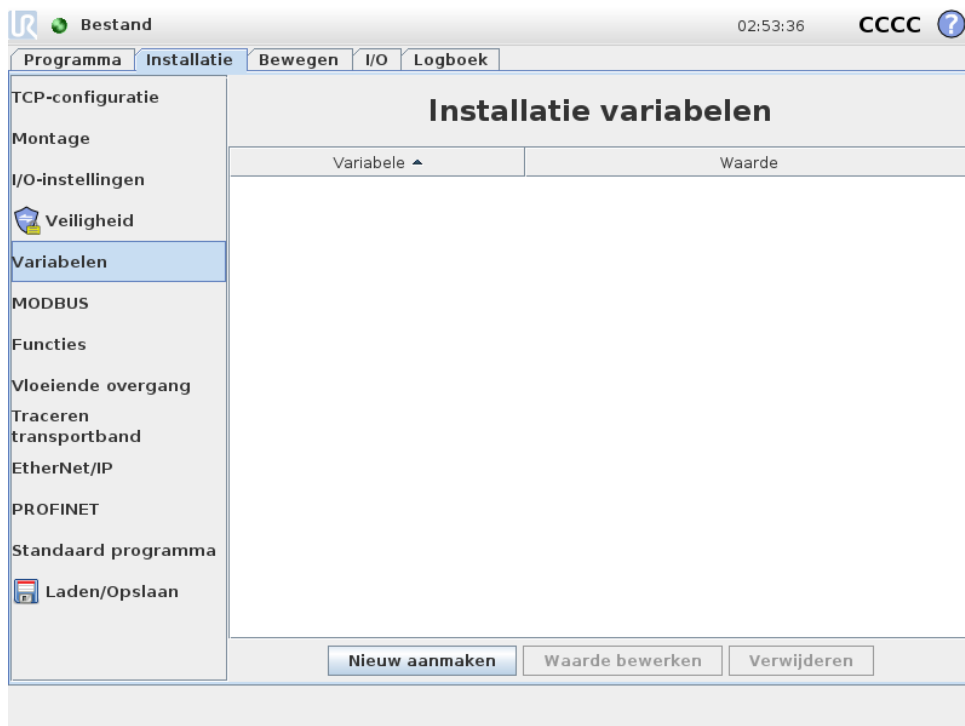 UR Bestand 02:53:36 CCCC ?
Programma Installatie Bewegen I/O Logboek
TCP-configuratie
Montage
I/O-instellingen
Veiligheid
Variabelen
MODBUS
Functies
Vloeiende overgang
Traceren
transportband
EtherNet/IP
PROFINET
Standaard programma
Laden/Opslaan
Installatie variabelen
Variabele Waarde
Nieuw aanmaken Waarde bewerken Verwijderen